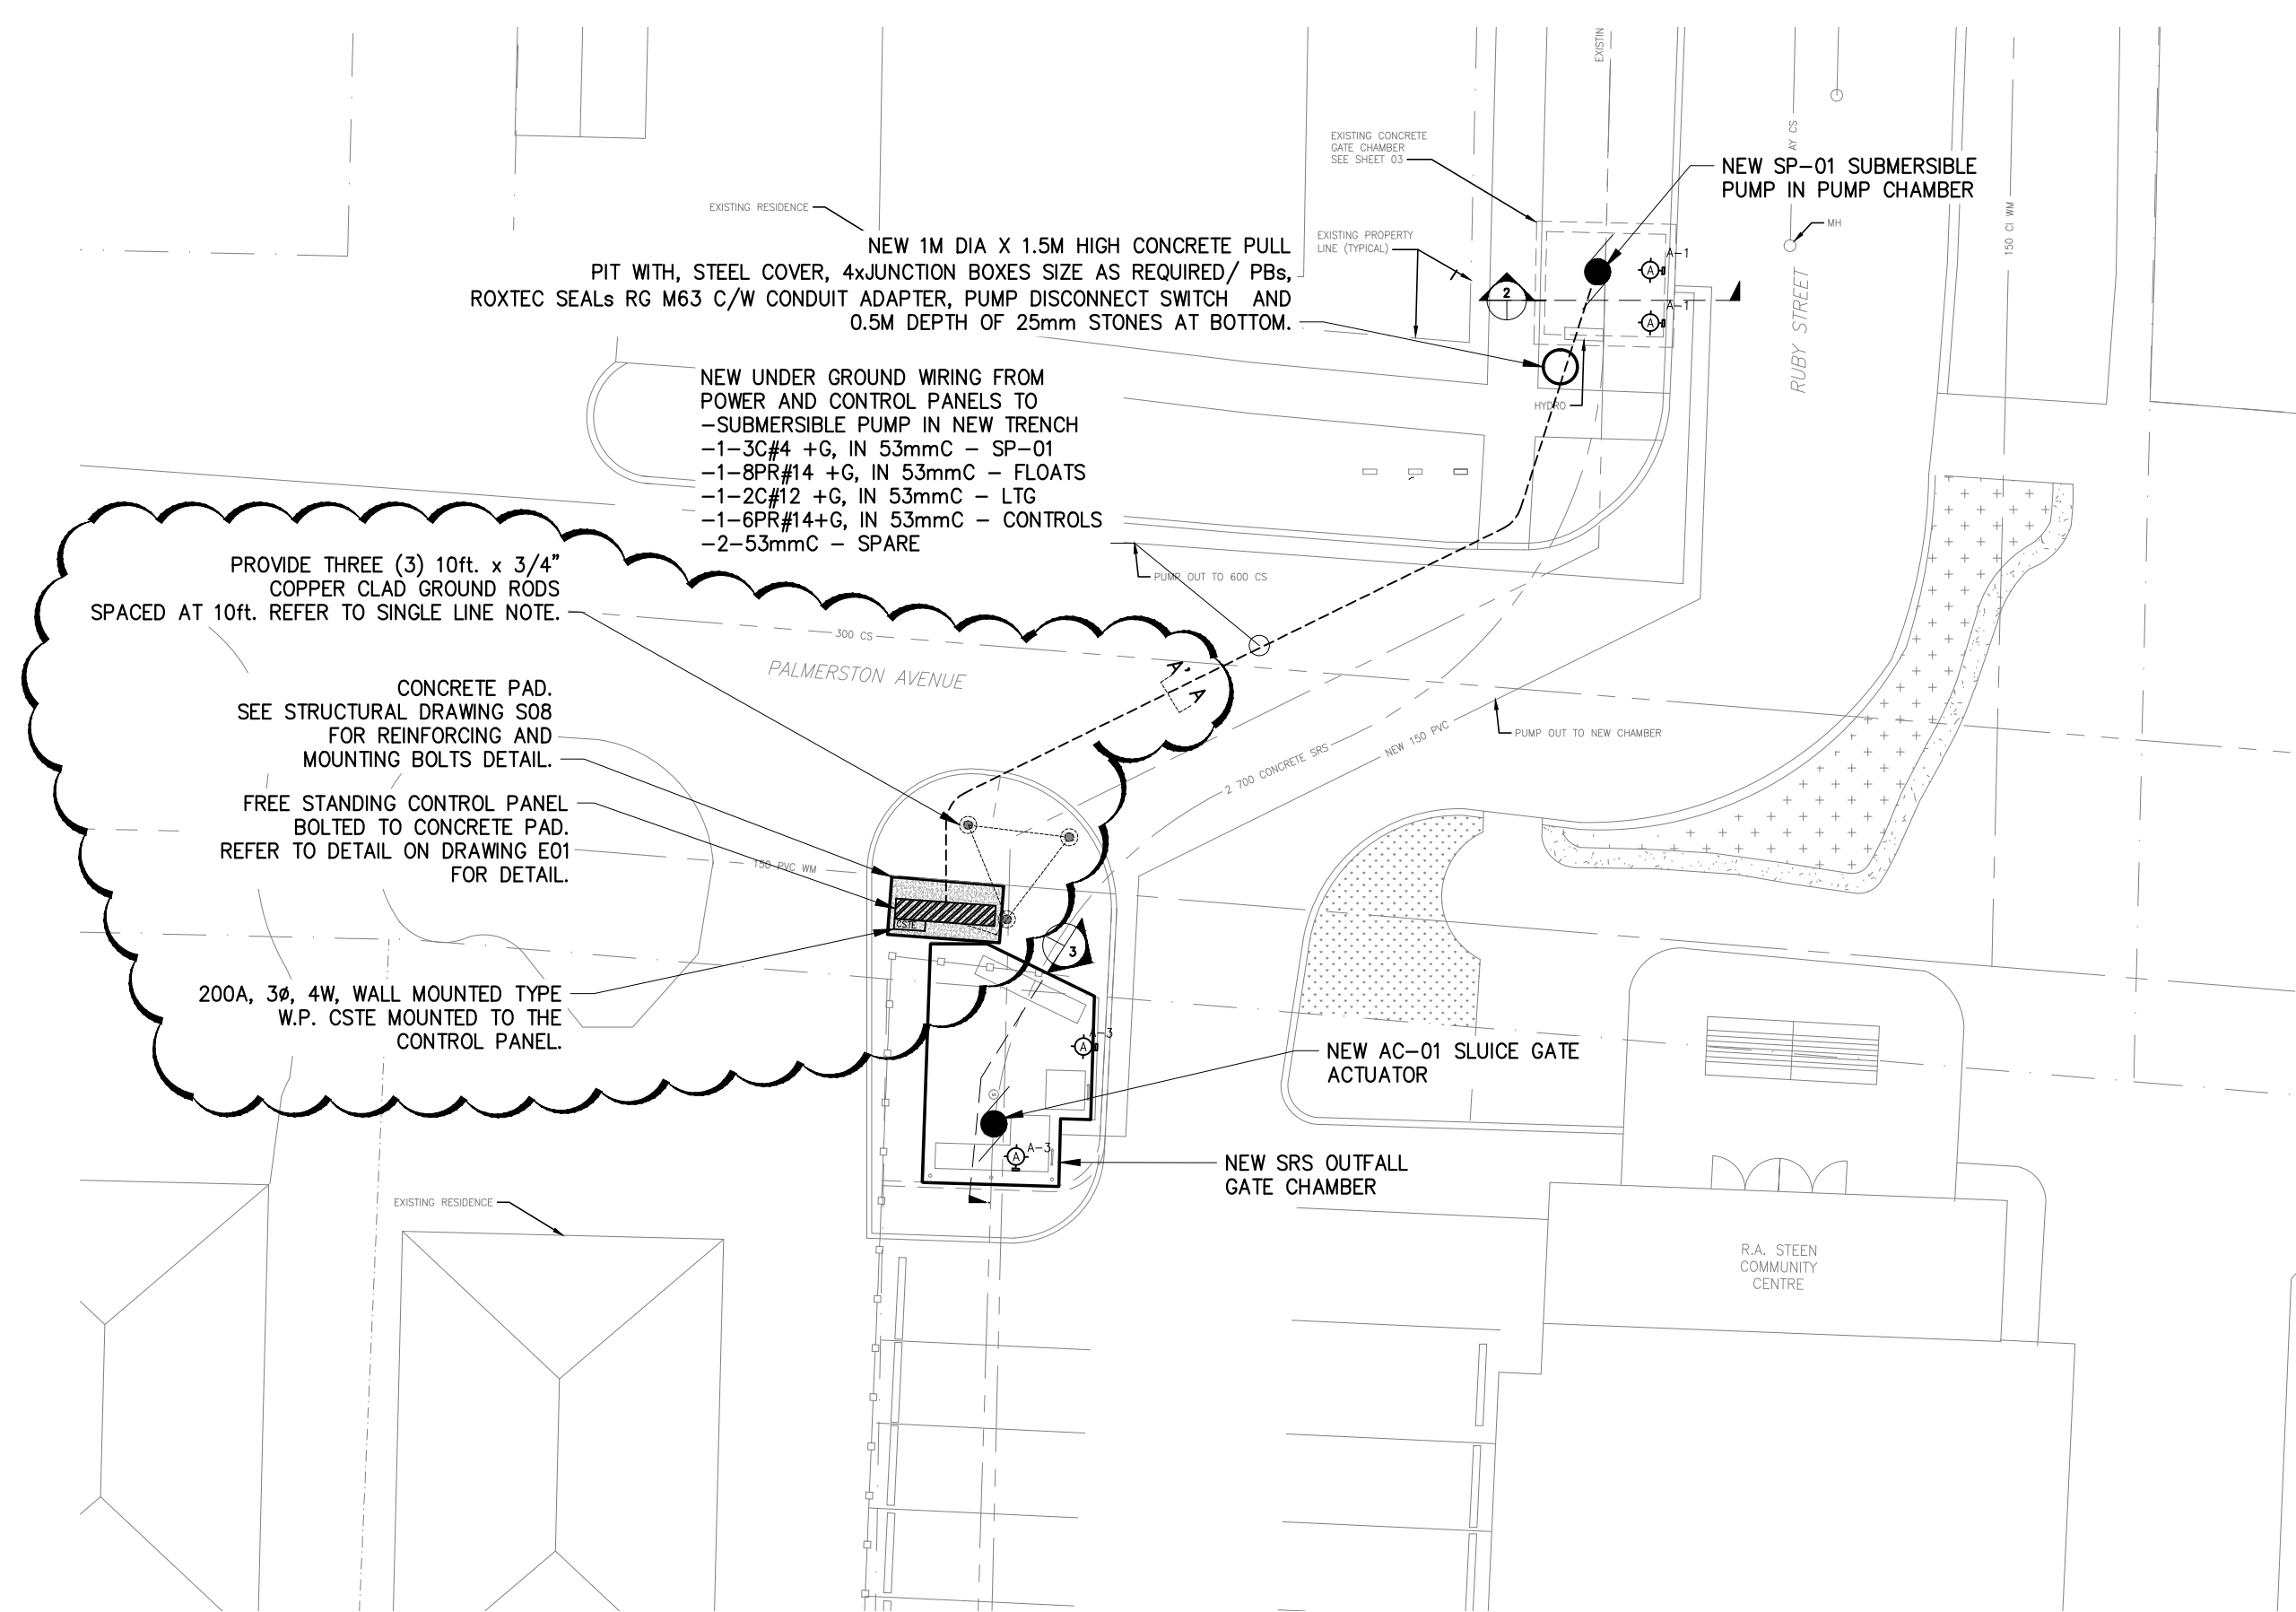 EXISTIN
AY CS
150 CI WM
EXISTING CONCRETE
GATE CHAMBER
SEE SHEET 03
NEW SP-01 SUBMERSIBLE
PUMP IN PUMP CHAMBER
MH
EXISTING RESIDENCE
EXISTING PROPERTY
LINE (TYPICAL)
NEW 1M DIA X 1.5M HIGH CONCRETE PULL
PIT WITH, STEEL COVER, 4xJUNCTION BOXES SIZE AS REQUIRED/ PBs,
ROXTEC SEALs RG M63 C/W CONDUIT ADAPTER, PUMP DISCONNECT SWITCH AND
0.5M DEPTH OF 25mm STONES AT BOTTOM.
A-1
A
2
A-1
A
RUBY STREET
HYDRO
NEW UNDER GROUND WIRING FROM
POWER AND CONTROL PANELS TO
-SUBMERSIBLE PUMP IN NEW TRENCH
-1-3C#4 +G, IN 53mmC - SP-01
-1-8PR#14 +G, IN 53mmC - FLOATS
-1-2C#12 +G, IN 53mmC - LTG
-1-6PR#14+G, IN 53mmC - CONTROLS
-2-53mmC - SPARE
PUMP OUT TO 600 CS
PROVIDE THREE (3) 10ft. x 3/4"
COPPER CLAD GROUND RODS
SPACED AT 10ft. REFER TO SINGLE LINE NOTE.
300 CS
PALMERSTON AVENUE
A'
A
CONCRETE PAD.
SEE STRUCTURAL DRAWING S08
FOR REINFORCING AND
MOUNTING BOLTS DETAIL.
PUMP OUT TO NEW CHAMBER
NEW 150 PVC
2 700 CONCRETE SRS
FREE STANDING CONTROL PANEL
BOLTED TO CONCRETE PAD.
REFER TO DETAIL ON DRAWING E01
FOR DETAIL.
150 PVC WM
CSTE
3
200A, 3ø, 4W, WALL MOUNTED TYPE
W.P. CSTE MOUNTED TO THE
CONTROL PANEL.
A-3
A
NEW AC-01 SLUICE GATE
ACTUATOR
A-3
A
NEW SRS OUTFALL
GATE CHAMBER
EXISTING RESIDENCE
R.A. STEEN
COMMUNITY
CENTRE